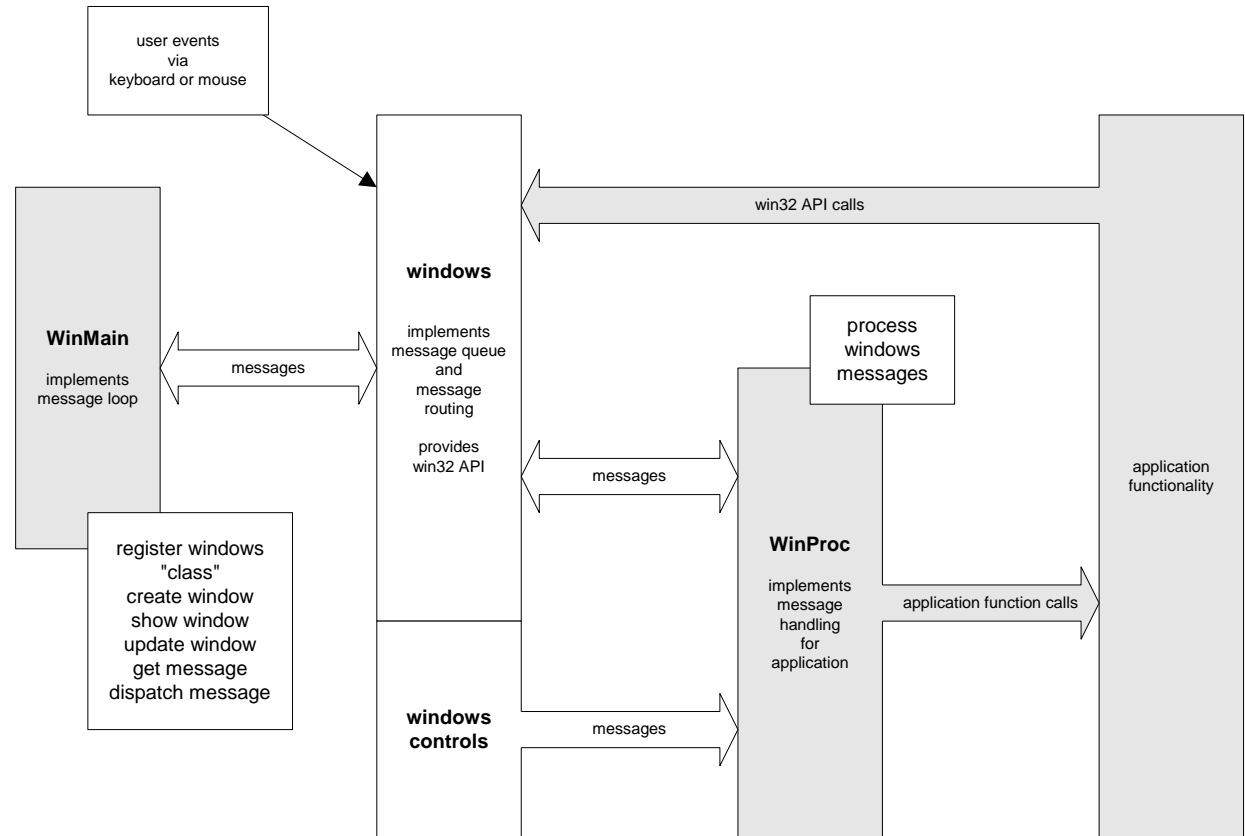 user events
via
keyboard or mouse
win32 API calls
windows
implements
message queue
and
message
routing
provides
win32 API
WinMain
implements
message loop
messages
process
windows
messages
messages
application
functionality
register windows
"class"
create window
show window
update window
get message
dispatch message
WinProc
implements
message
handling
for
application
application function calls
windows
controls
messages